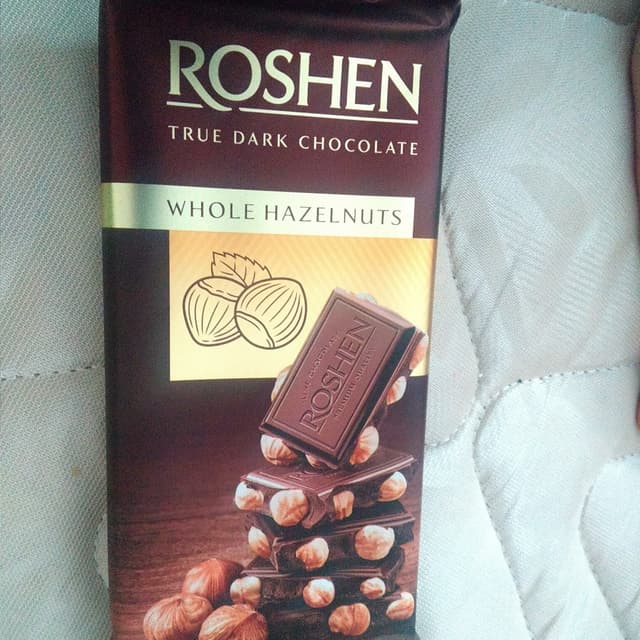 ROSHEN
TRUE DARK CHOCOLATE
WHOLE HAZELNUTS
ROSHEN